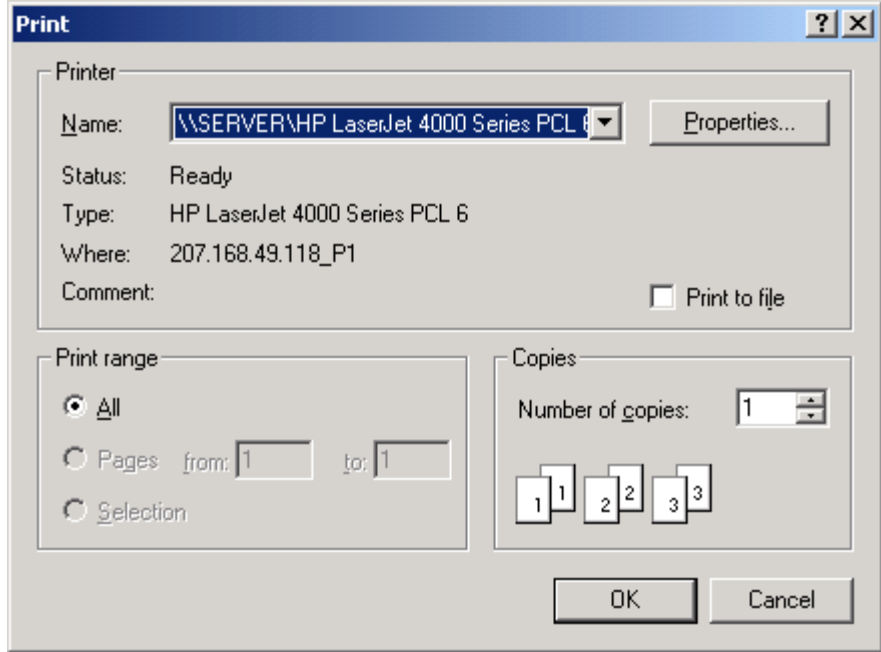 Print
Printer
Name: \\SERVER\HP LaserJet 4000 Series PCL 6 Properties...
Status: Ready
Type: HP LaserJet 4000 Series PCL 6
Where: 207.168.49.118_P1
Comment:
Print to file
Print range
All
Pages from: 1 to: 1
Selection
Copies
Number of copies: 1
1 1 2 2 3 3
OK Cancel